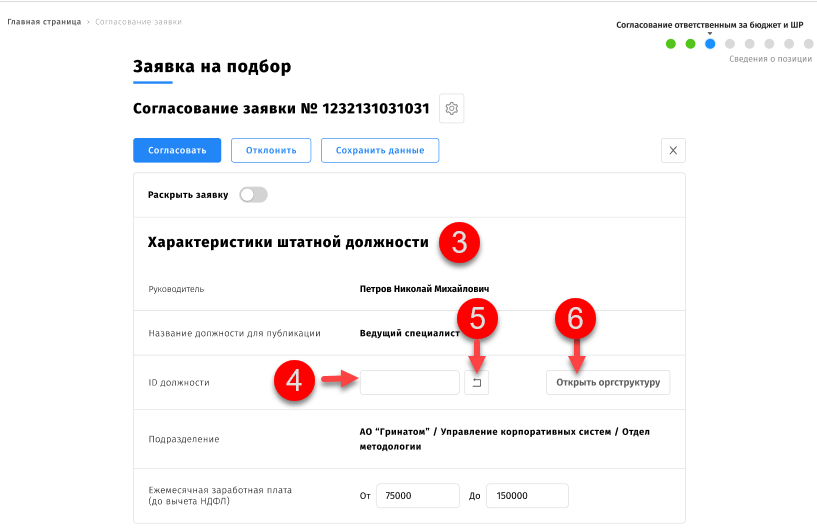 Главная страница > Согласование заявки
Согласование ответственным за бюджет и ШР
Сведения о позиции
Заявка на подбор
Согласование заявки № 1232131031031
Согласовать Отклонить Сохранить данные X
Раскрыть заявку
Характеристики штатной должности 3
Руководитель Петров Николай Михайлович
5 6
Название должности для публикации Ведущий специалист
ID должности 4 Открыть оргструктуру
Подразделение
АО “Гринатом” / Управление корпоративных систем / Отдел
методологии
Ежемесячная заработная плата
(до вычета НДФЛ)
От 75000 До 150000